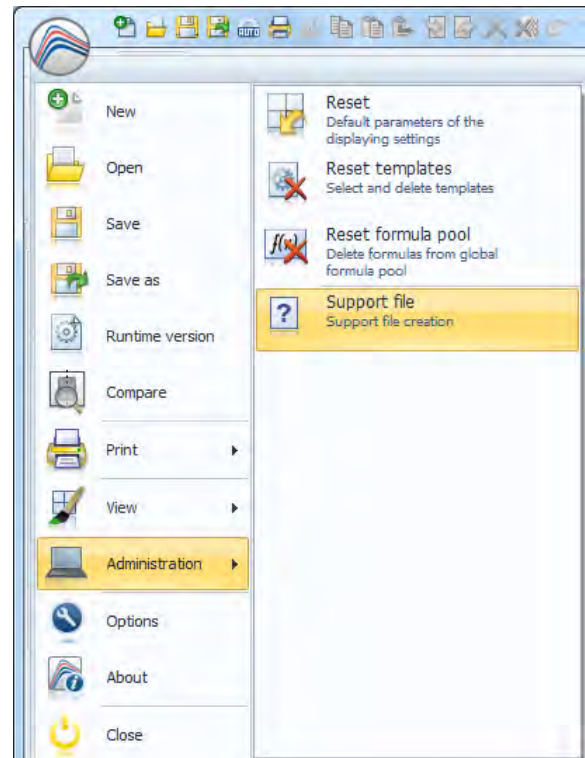 AUTO
New
Open
Save
Save as
Runtime version
Compare
Print
View
Administration
Options
About
Close
Reset
Default parameters of the
displaying settings
Reset templates
Select and delete templates
f(x)
Reset formula pool
Delete formulas from global
formula pool
?
Support file
Support file creation